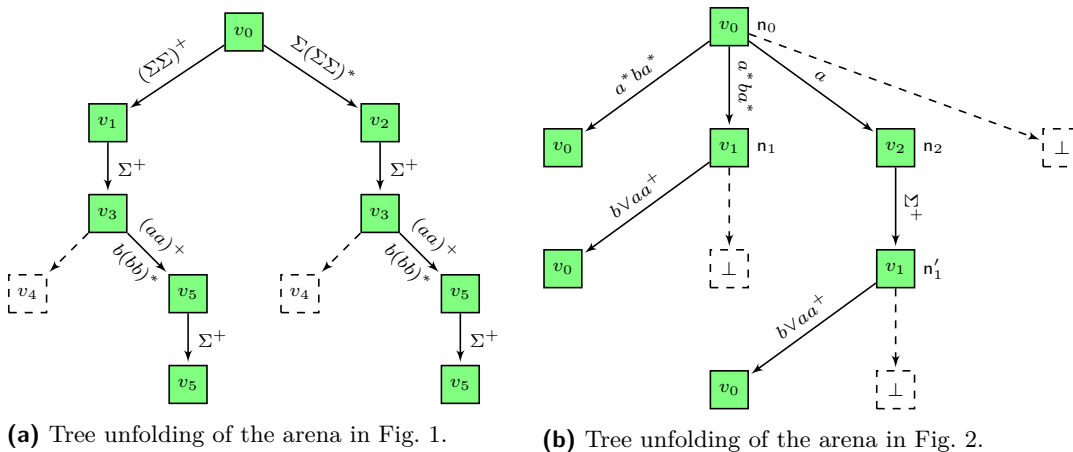 v0
(ΣΣ)+
Σ(ΣΣ)*
v1
v2
Σ+
Σ+
v3
v3
(aa)+
b(bb)*
(aa)+
b(bb)*
v4
v5
v4
v5
Σ+
Σ+
v5
v5
(a) Tree unfolding of the arena in Fig. 1.
v0 n0
a*ba*
a*ba*
a
v0
v1 n1
v2 n2
⊥
b∨aa+
Σ+
v0
⊥
v1 n′1
b∨aa+
v0
⊥
(b) Tree unfolding of the arena in Fig. 2.